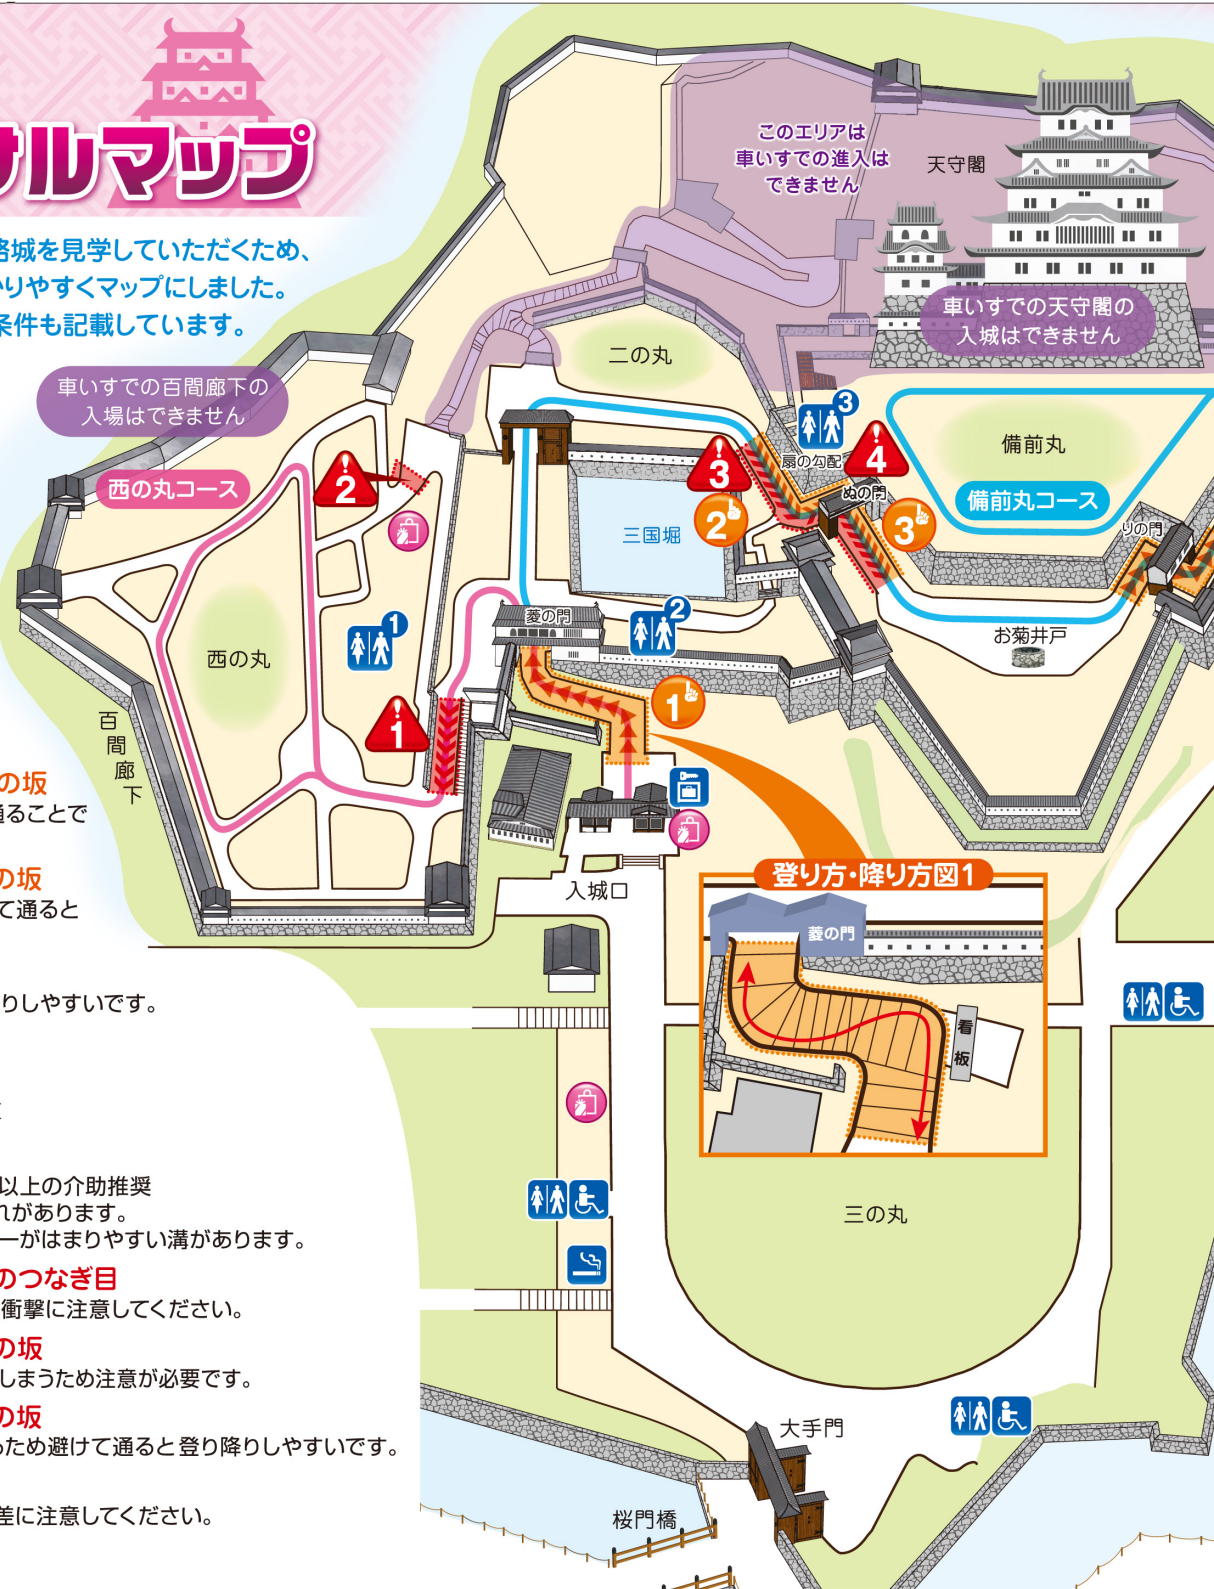 サルマップ
路城を見学していただくため、
かりやすくマップにしました。
条件も記載しています。
このエリアは
車いすでの進入は
できません
天守閣
車いすでの天守閣の
入城はできません
二の丸
車いすでの百間廊下の
入場はできません
西の丸コース
2
3
扇の勾配
3
4
備前丸
備前丸コース
ぬの門
2
3
りの門
三国堀
菱の門
2
1
西の丸
お菊井戸
1
1
百間廊下
入城口
登り方・降り方図1
菱の門
看板
三の丸
大手門
桜門橋
の坂
通ることで
の坂
て通ると
りしやすいです。
以上の介助推奨
れがあります。
ーがはまりやすい溝があります。
のつなぎ目
衝撃に注意してください。
の坂
しまうため注意が必要です。
の坂
るため避けて通ると登り降りしやすいです。
差に注意してください。